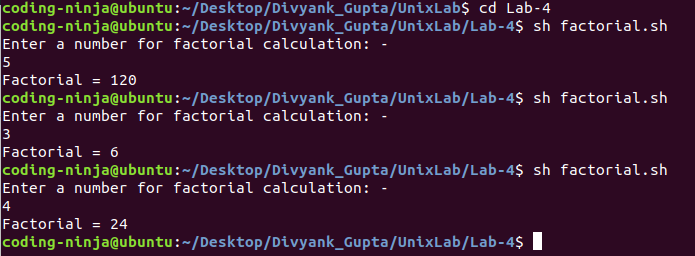 coding-ninja@ubuntu:~/Desktop/Divyank_Gupta/UnixLab$ cd Lab-4
coding-ninja@ubuntu:~/Desktop/Divyank_Gupta/UnixLab/Lab-4$ sh factorial.sh
Enter a number for factorial calculation: -
5
Factorial = 120
coding-ninja@ubuntu:~/Desktop/Divyank_Gupta/UnixLab/Lab-4$ sh factorial.sh
Enter a number for factorial calculation: -
3
Factorial = 6
coding-ninja@ubuntu:~/Desktop/Divyank_Gupta/UnixLab/Lab-4$ sh factorial.sh
Enter a number for factorial calculation: -
4
Factorial = 24
coding-ninja@ubuntu:~/Desktop/Divyank_Gupta/UnixLab/Lab-4$